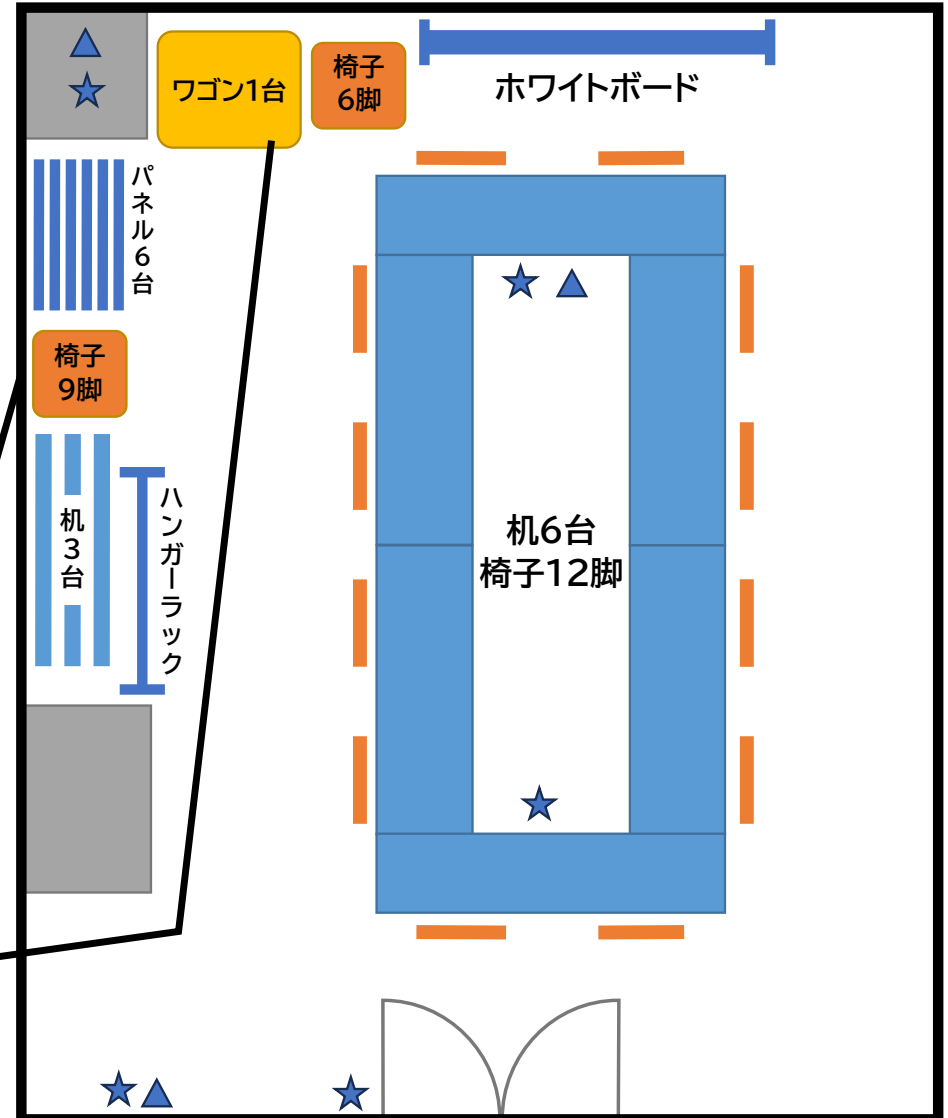 ワゴン1台
椅子
6脚
ホワイトボード
パネル6台
椅子
9脚
机3台
ハンガーラック
机6台
椅子12脚